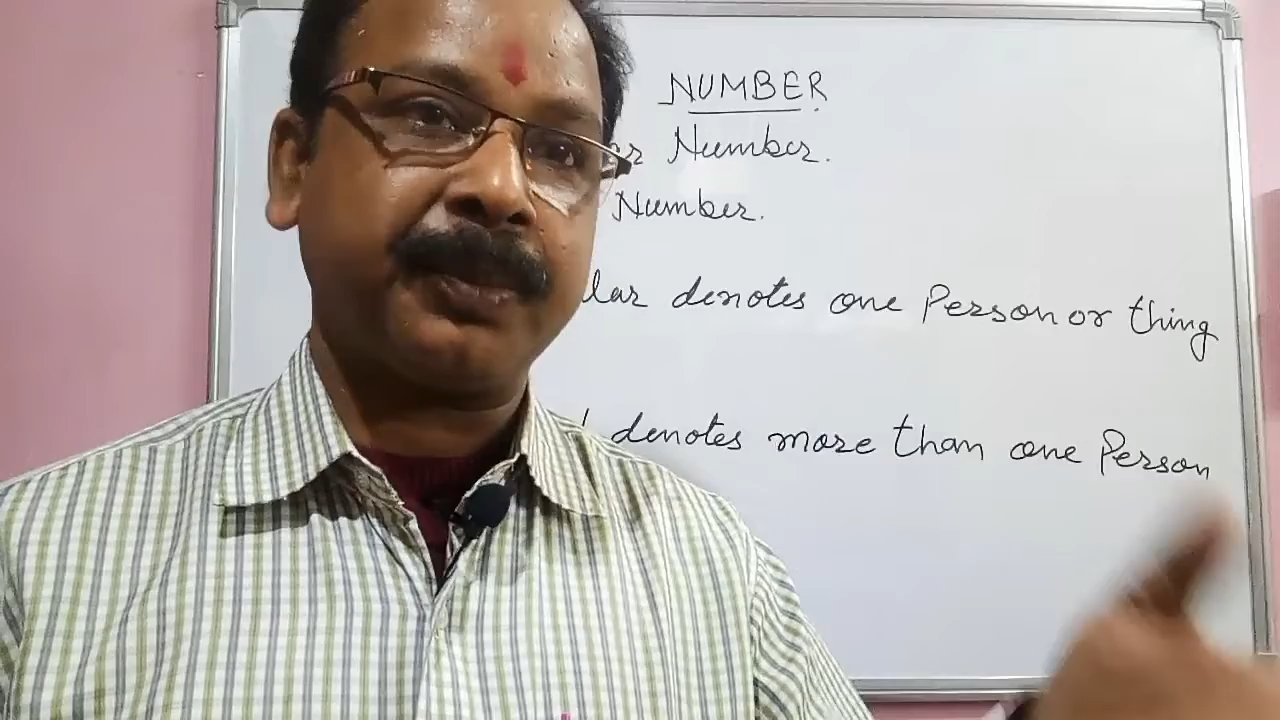 NUMBER
Number.
Number.
denotes one Person or thing
denotes more than one Person